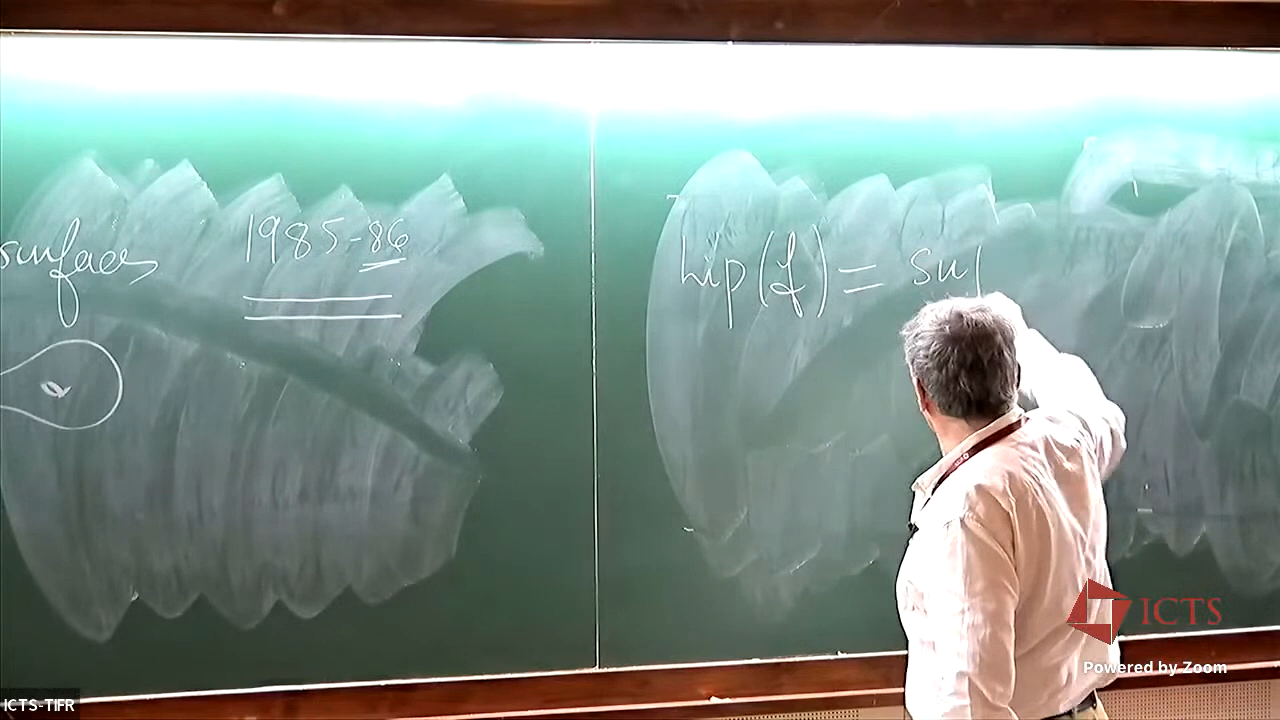 surfaces 1985-86
Lip(f) = sup
ICTS
Powered by Zoom
ICTS-TIFR